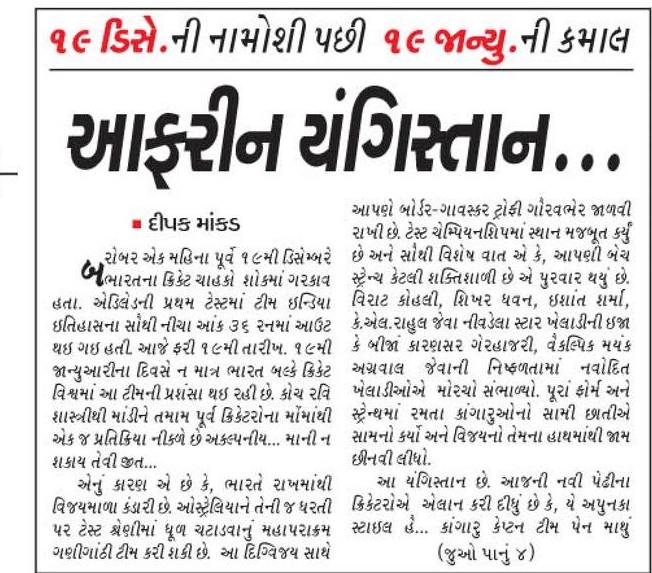 ૧૯ ડિસે.ની નામોશી પછી ૧૯ જાન્યુ.ની કમાલ
આફરીન યંગિસ્તાન...
■ દીપક માંકડ
બરોબર એક મહિના પૂર્વે ૧૯મી ડિસેમ્બરે
ભારતના ક્રિકેટ ચાહકો શોકમાં ગરકાવ
હતા. એડિલેડની પ્રથમ ટેસ્ટમાં ટીમ ઇન્ડિયા
ઇતિહાસના સૌથી નીચા આંક ૩૬ રનમાં આઉટ
થઇ ગઇ હતી. આજે ફરી ૧૯મી તારીખ. ૧૯મી
જાન્યુઆરીના દિવસે ન માત્ર ભારત બલ્કે ક્રિકેટ
વિશ્વમાં આ ટીમની પ્રશંસા થઇ રહી છે. કોચ રવિ
શાસ્ત્રીથી માંડીને તમામ પૂર્વ ક્રિકેટરોના મોંમાંથી
એક જ પ્રતિક્રિયા નીકળે છે અકલ્પનીય... માની ન
શકાય તેવી જીત...
એનું કારણ એ છે કે, ભારતે રાખમાંથી
વિજયમાળા કંડારી છે. ઓસ્ટ્રેલિયાને તેની જ ધરતી
પર ટેસ્ટ શ્રેણીમાં ધૂળ ચટાડવાનું મહાપરાક્રમ
ગણીગાંઠી ટીમ કરી શકી છે. આ દિગ્વિજય સાથે
આપણે બોર્ડર-ગાવસ્કર ટ્રોફી ગૌરવભેર જાળવી
રાખી છે. ટેસ્ટ ચેમ્પિયનશિપમાં સ્થાન મજબૂત કર્યું
છે અને સૌથી વિશેષ વાત એ કે, આપણી બેચ
સ્ટ્રેન્થ કેટલી શક્તિશાળી છે એ પુરવાર થયું છે.
વિરાટ કોહલી, શિખર ધવન, ઇશાંત શર્મા,
કે.એલ.રાહુલ જેવા નીવડેલા સ્ટાર ખેલાડીની ઇજા
કે બીજાં કારણસર ગેરહાજરી, વૈકલ્પિક મયંક
અગ્રવાલ જેવાની નિષ્ફળતામાં નવોદિત
ખેલાડીઓએ મોરચો સંભાળ્યો. પૂરાં ફોર્મ અને
સ્ટ્રેન્થમાં રમતા કાંગારુઓનો સામી છાતીએ
સામનો કર્યો અને વિજયનો તેમના હાથમાંથી જામ
છીનવી લીધો.
આ યંગિસ્તાન છે. આજની નવી પેઢીના
ક્રિકેટરોએ એલાન કરી દીધું છે કે, યે અપુનકા
સ્ટાઇલ હૈ... કાંગારુ કેપ્ટન ટીમ પેન માથું
(જુઓ પાનું ૪)